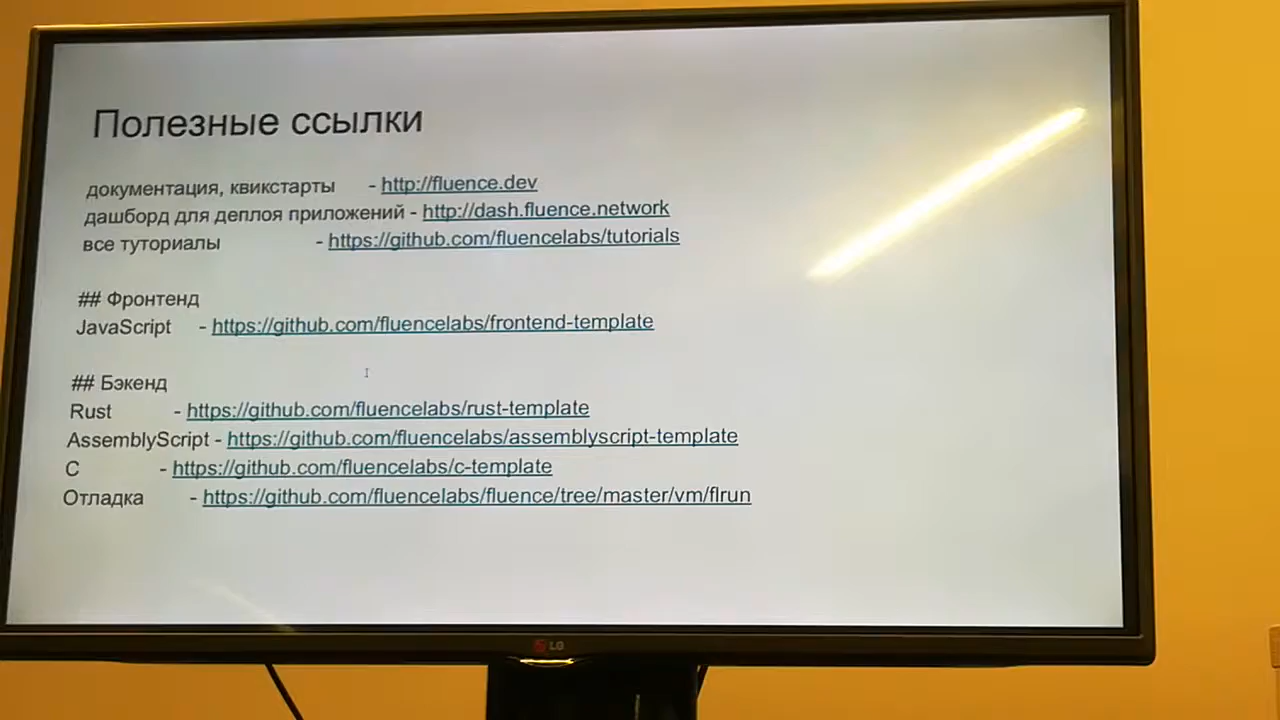 Полезные ссылки
документация, квикстарты - http://fluence.dev
дашборд для деплоя приложений - http://dash.fluence.network
все туториалы - https://github.com/fluencelabs/tutorials
## Фронтенд
JavaScript - https://github.com/fluencelabs/frontend-template
## Бэкенд
Rust - https://github.com/fluencelabs/rust-template
AssemblyScript - https://github.com/fluencelabs/assemblyscript-template
C - https://github.com/fluencelabs/c-template
Отладка - https://github.com/fluencelabs/fluence/tree/master/vm/flrun
LG